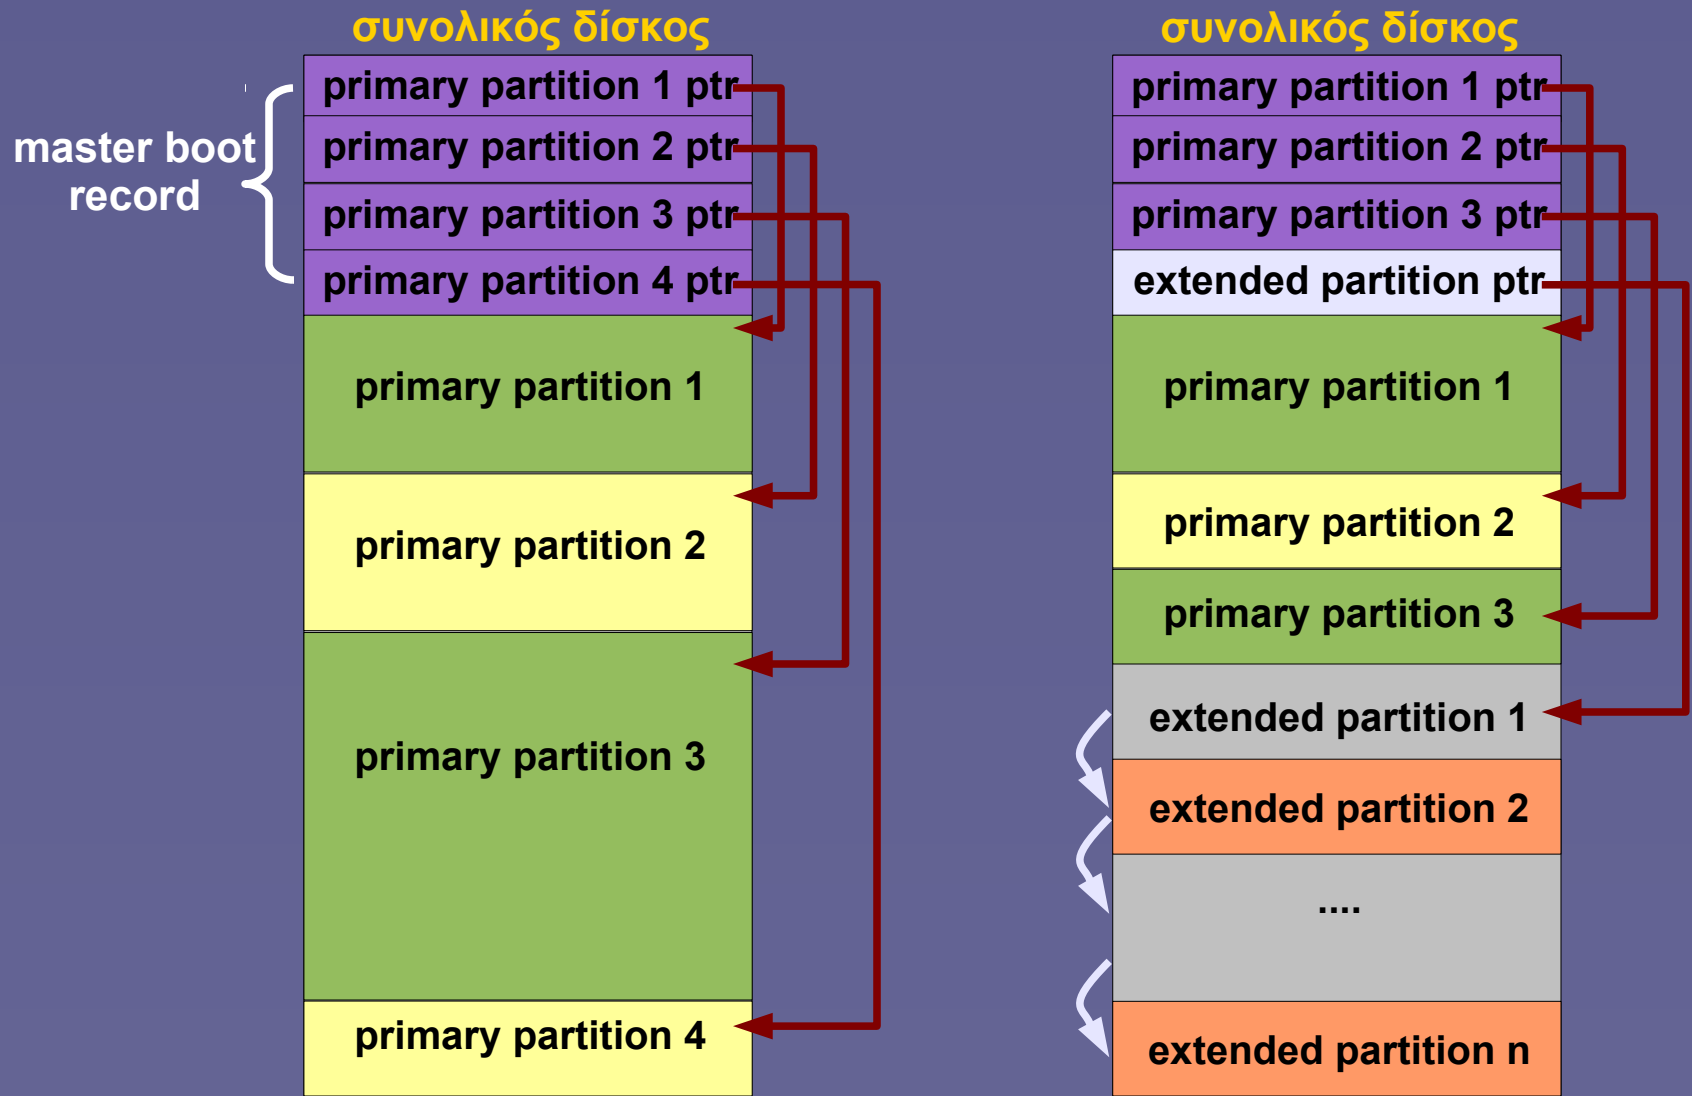 συνολικός δίσκος
master boot
record
primary partition 1 ptr
primary partition 2 ptr
primary partition 3 ptr
primary partition 4 ptr
primary partition 1
primary partition 2
primary partition 3
primary partition 4
συνολικός δίσκος
primary partition 1 ptr
primary partition 2 ptr
primary partition 3 ptr
extended partition ptr
primary partition 1
primary partition 2
primary partition 3
extended partition 1
extended partition 2
....
extended partition n